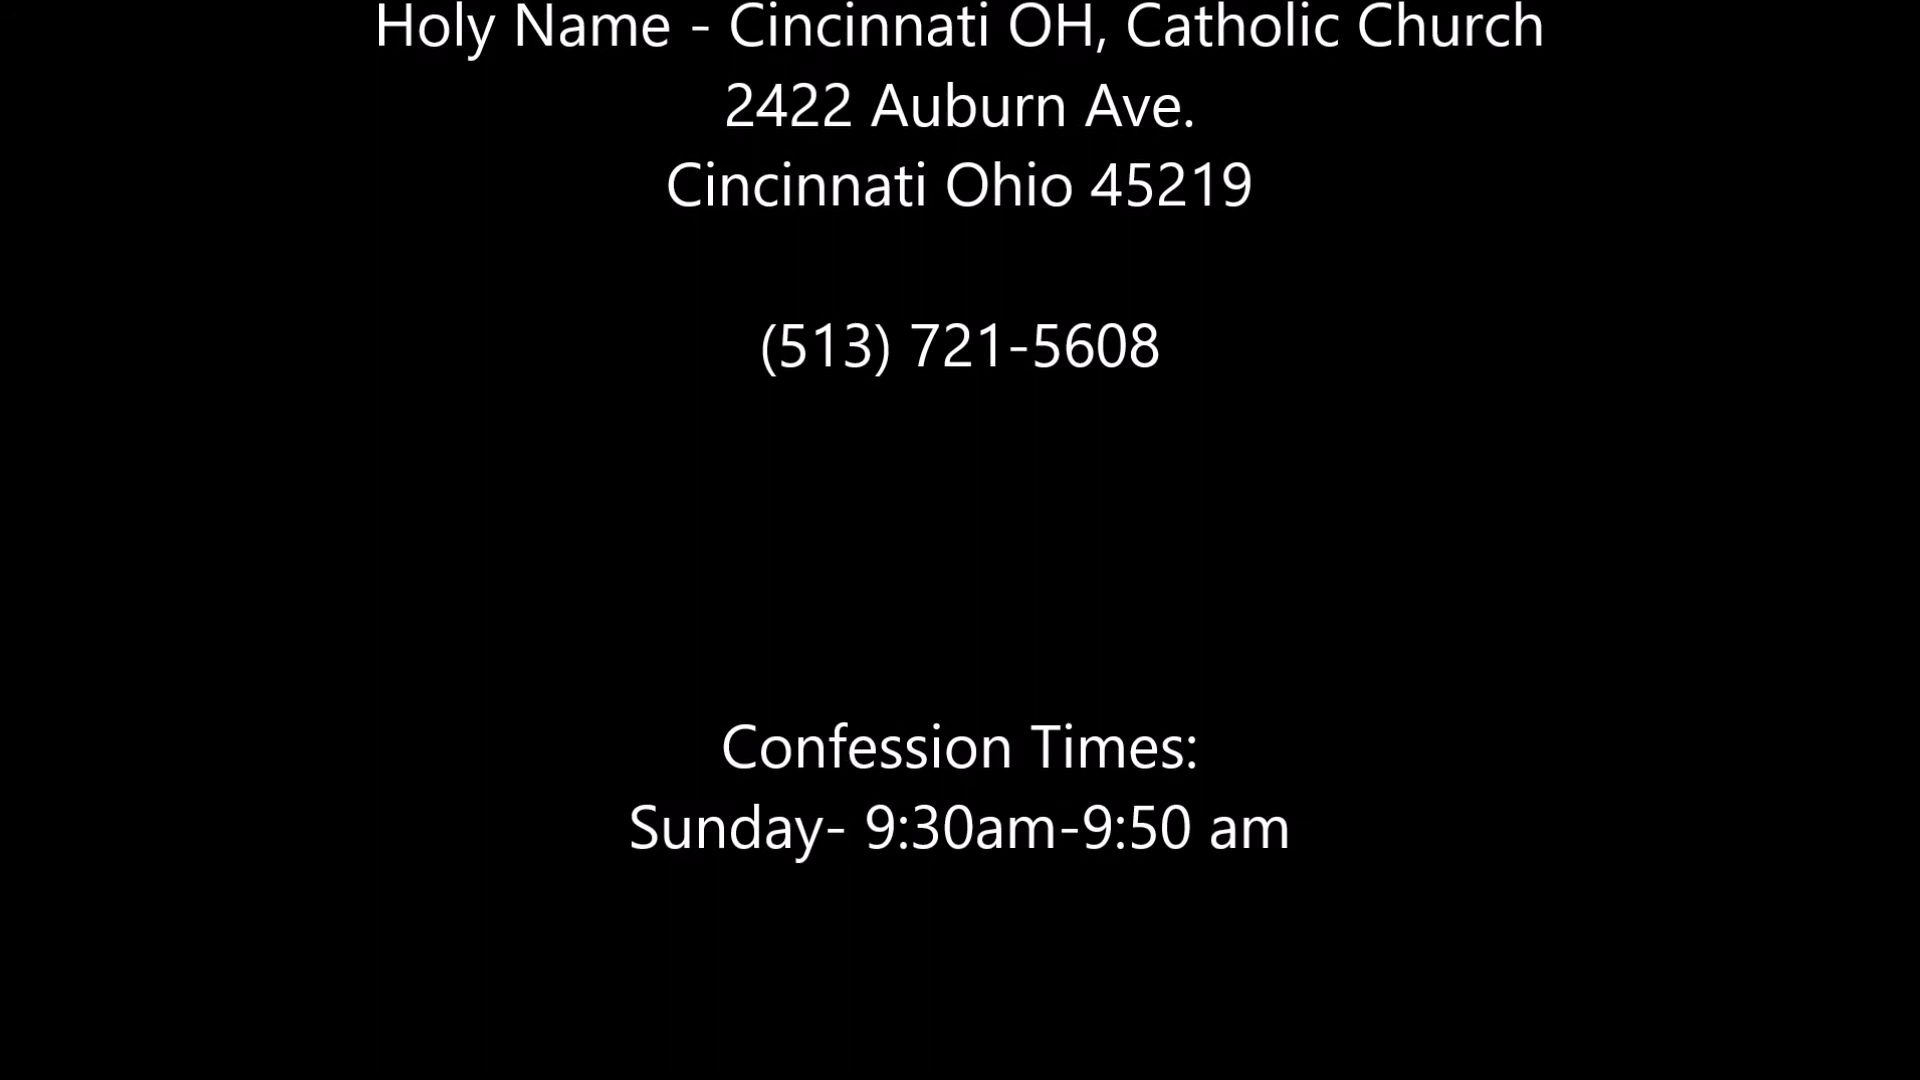 Holy Name - Cincinnati OH, Catholic Church
2422 Auburn Ave.
Cincinnati Ohio 45219
(513) 721-5608
Confession Times:
Sunday- 9:30am-9:50 am